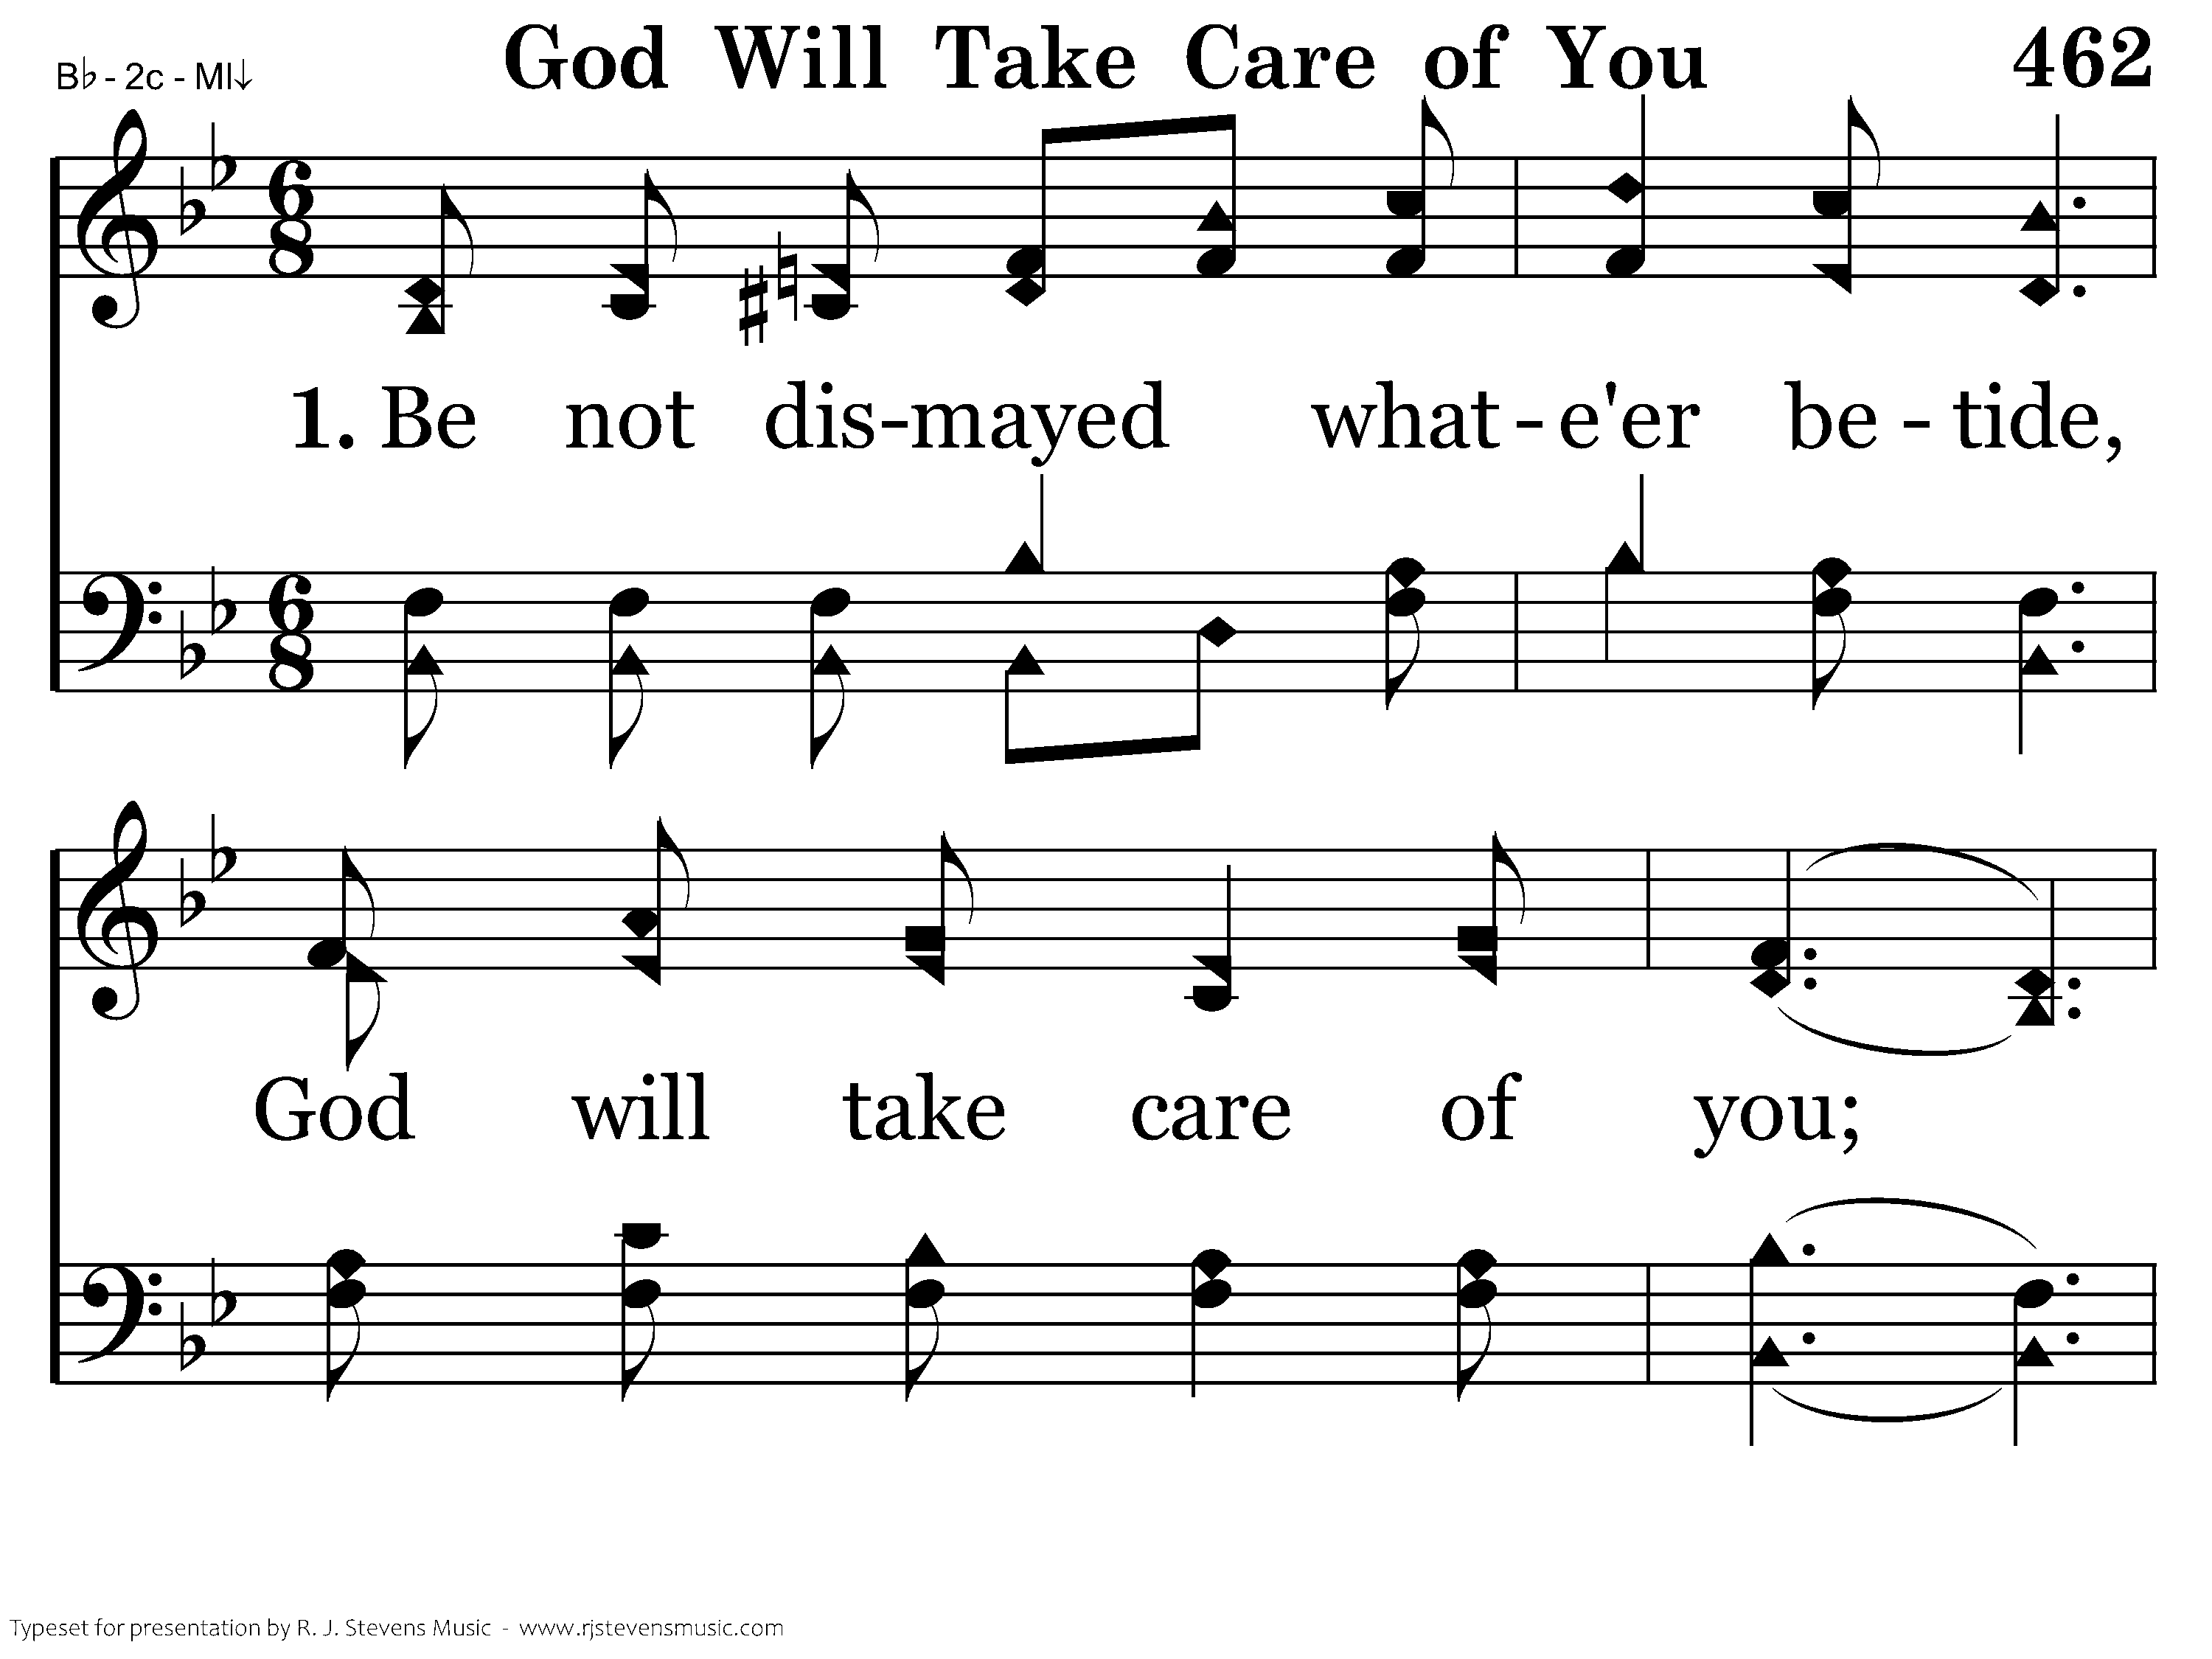 God Will Take Care of You 462
B♭ - 2c - MI↓
1. Be not dis-mayed what-e'er be-tide,
God will take care of you;
Typeset for presentation by R. J. Stevens Music - www.rjstevensmusic.com